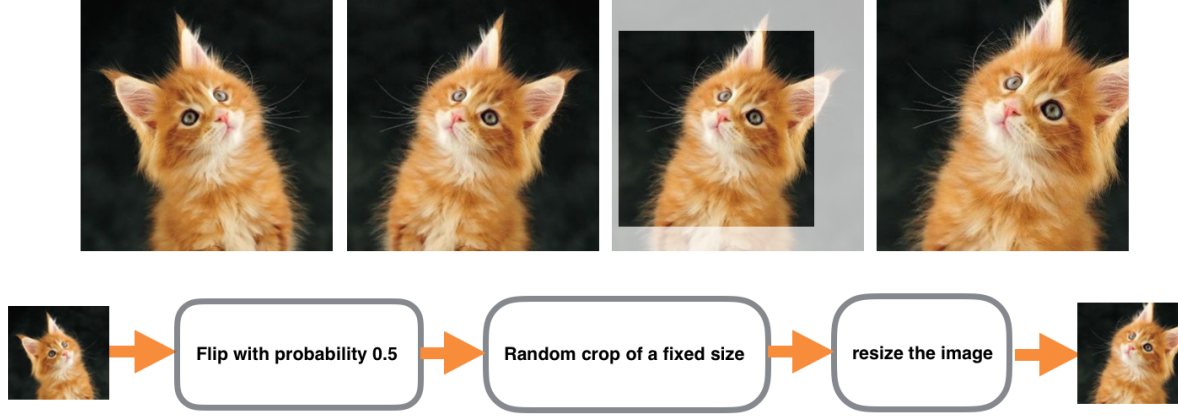 Flip with probability 0.5
Random crop of a fixed size
resize the image